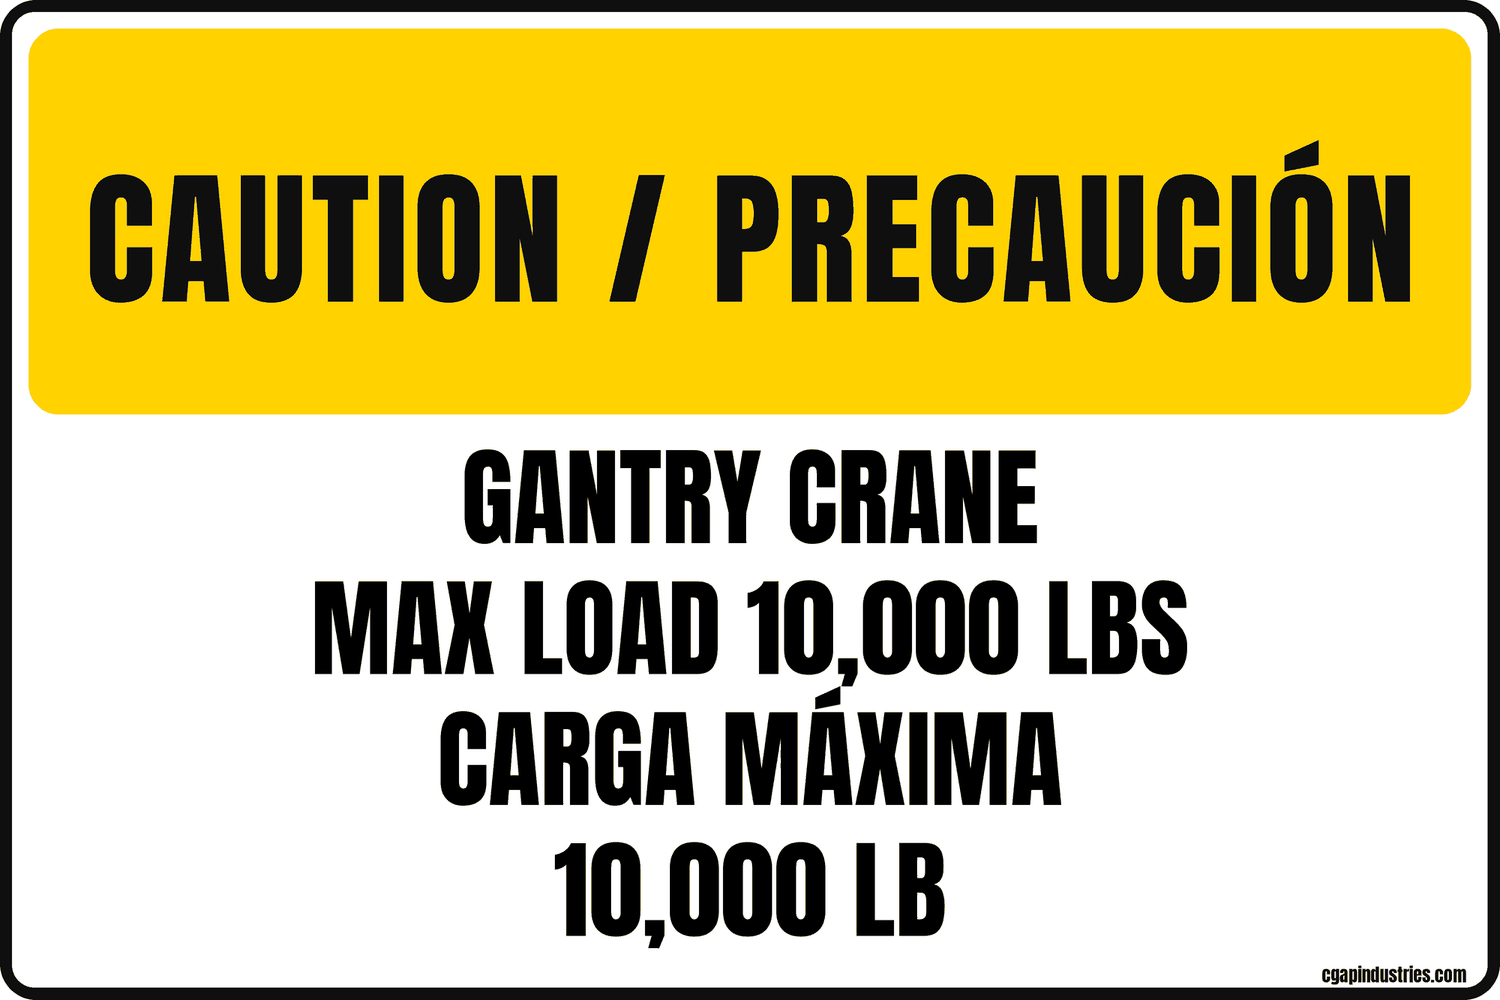 CAUTION / PRECAUCIÓN
GANTRY CRANE
MAX LOAD 10,000 LBS
CARGA MÁXIMA
10,000 LB
cgapindustries.com